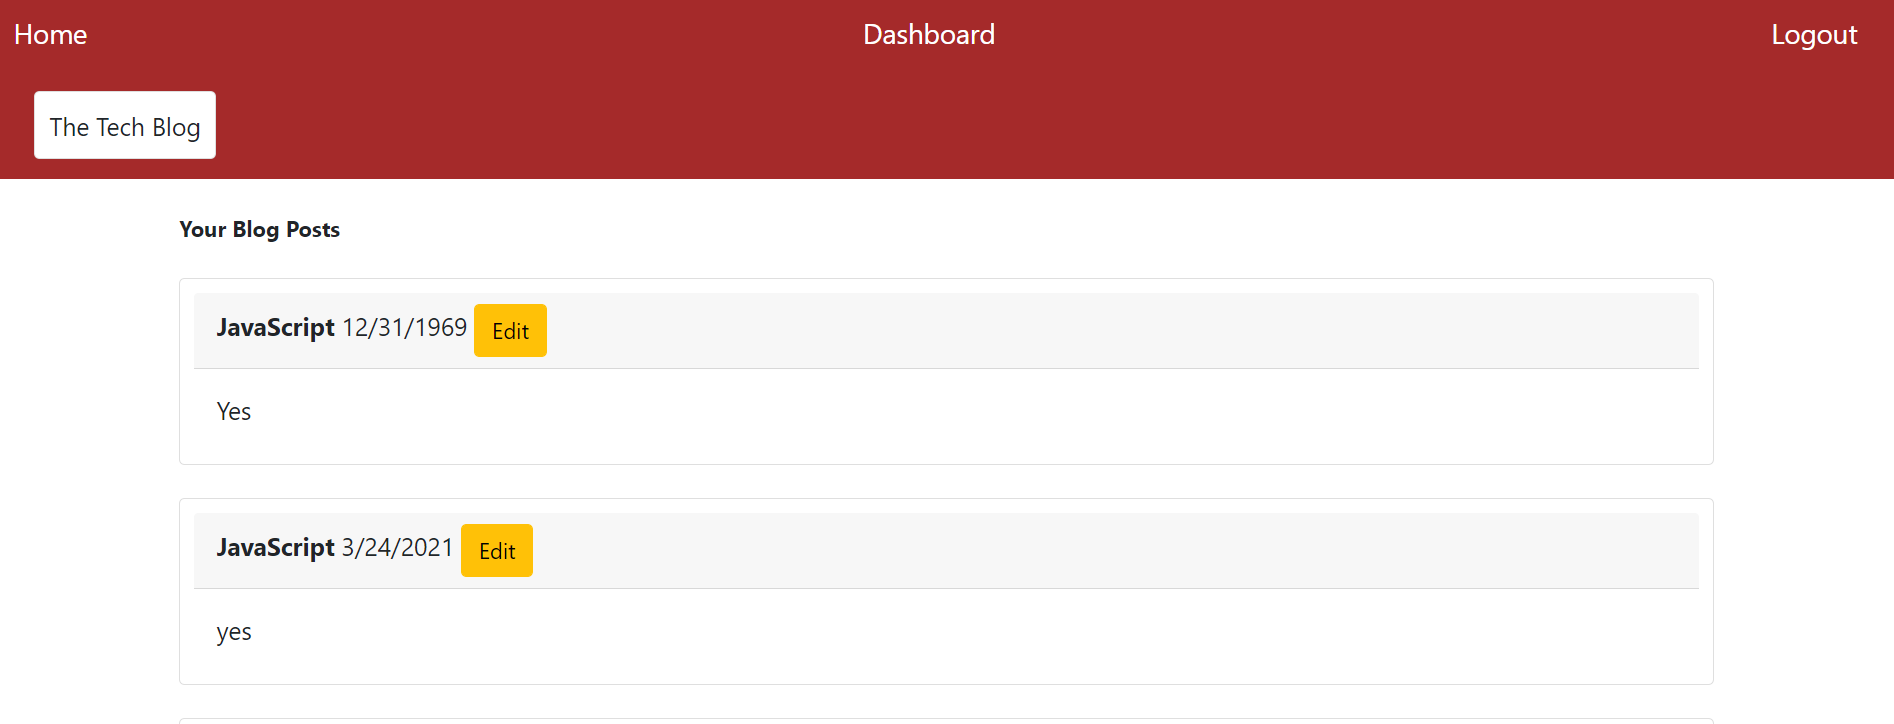 Home Dashboard Logout
The Tech Blog
Your Blog Posts
JavaScript 12/31/1969 Edit
Yes
JavaScript 3/24/2021 Edit
yes